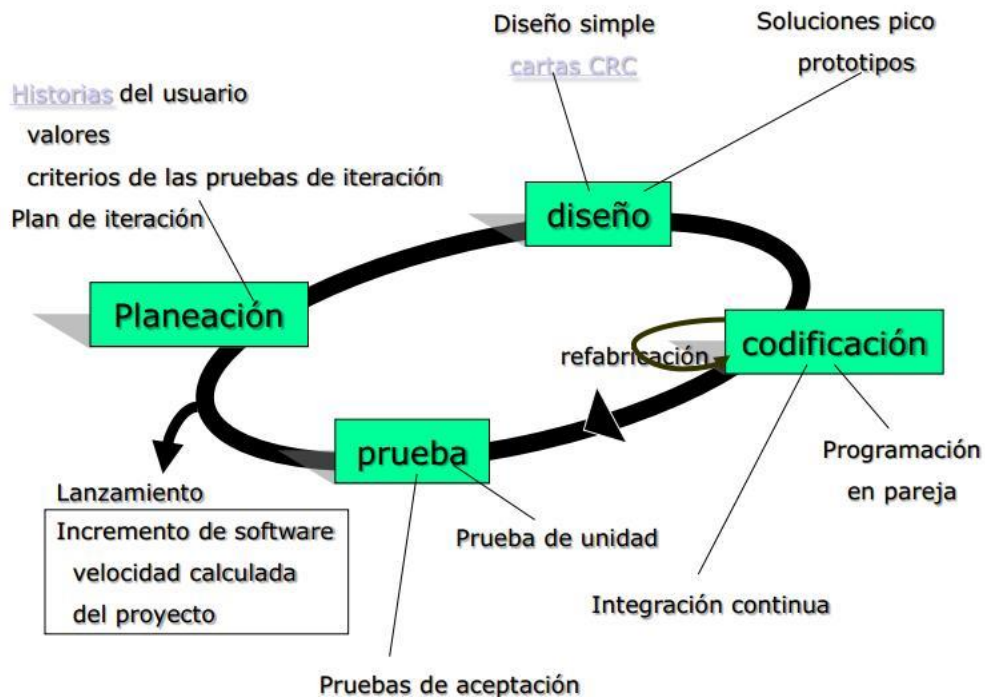 Diseño simple
cartas CRC
Soluciones pico
prototipos
Historias del usuario
valores
criterios de las pruebas de iteración
Plan de iteración
diseño
Planeación
codificación
refabricación
prueba
Programación
en pareja
Lanzamiento
Incremento de software
velocidad calculada
del proyecto
Prueba de unidad
Integración continua
Pruebas de aceptación